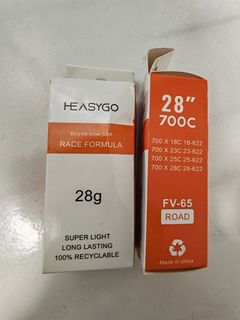 HEASYGO
Bicycle Inner Tube
RACE FORMULA
28g
SUPER LIGHT
LONG LASTING
100% RECYCLABLE
28”
700C
700 X 18C 18-622
700 X 23C 23-622
700 X 25C 25-622
700 X 28C 28-622
FV-65
ROAD
Made in china